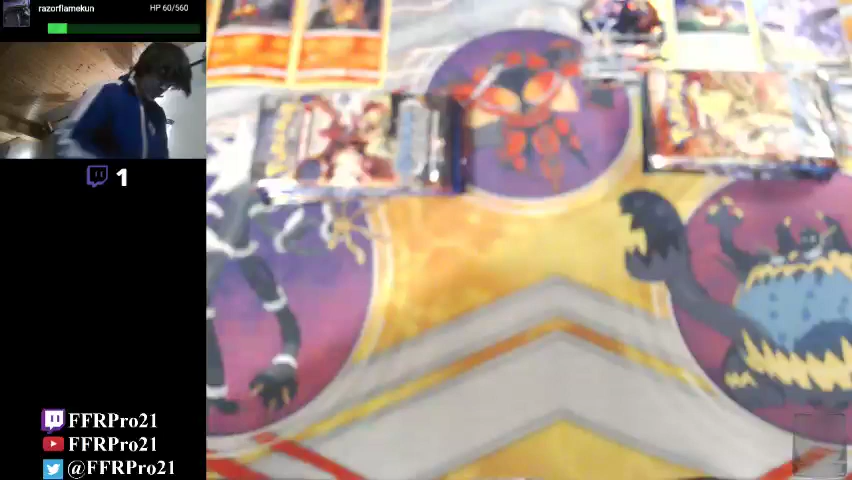 razorflamekun
HP 60/560
1
FFRPro21
FFRPro21
@FFRPro21